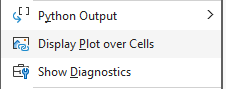 Python Output
Display Plot over Cells
Show Diagnostics